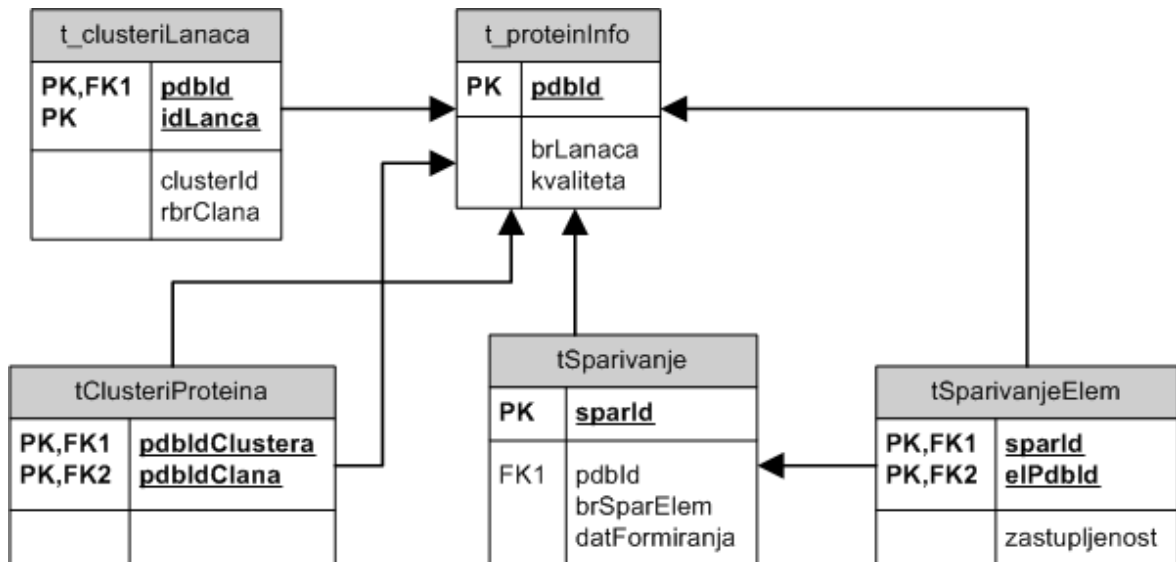 t_clusteriLanaca
PK,FK1 pdbId
PK idLanca
clusterId
rbrClana
t_proteinInfo
PK pdbId
brLanaca
kvaliteta
tClusteriProteina
PK,FK1 pdbIdClustera
PK,FK2 pdbIdClana
tSparivanje
PK sparId
FK1 pdbId
brSparElem
datFormiranja
tSparivanjeElem
PK,FK1 sparId
PK,FK2 elPdbId
zastupljenost